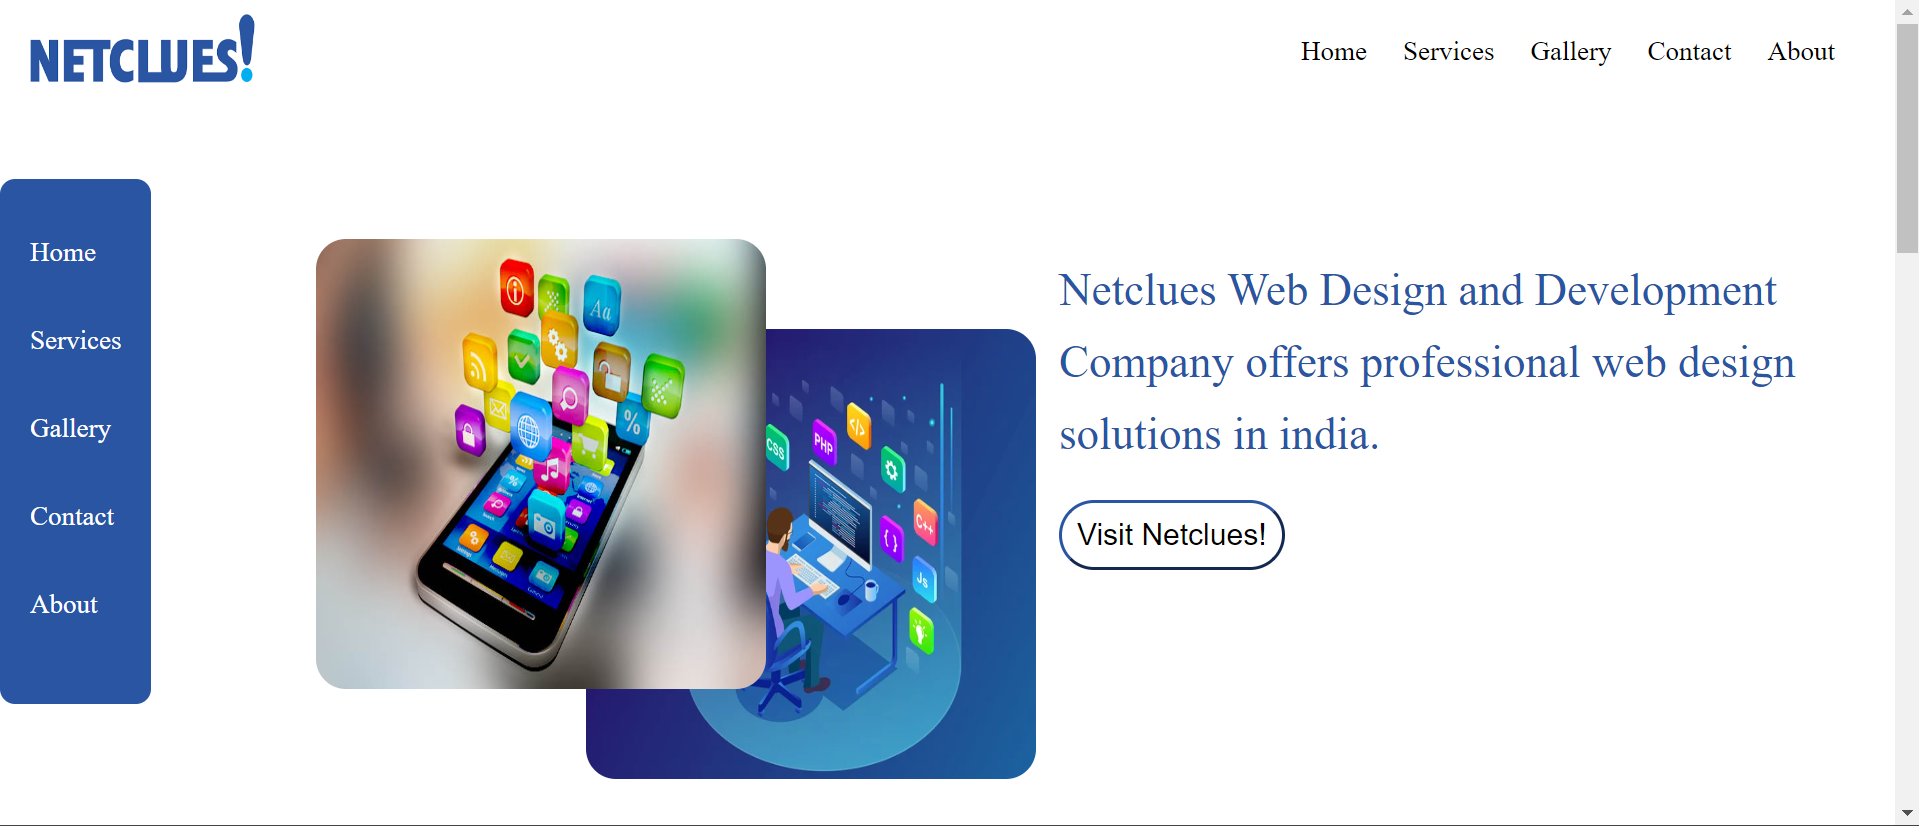 NETCLUES!
Home Services Gallery Contact About
Home
Services
Gallery
Contact
About
Aa
%
CSS
PHP
</>
{ }
C++
Js
Netclues Web Design and Development
Company offers professional web design
solutions in india.
Visit Netclues!